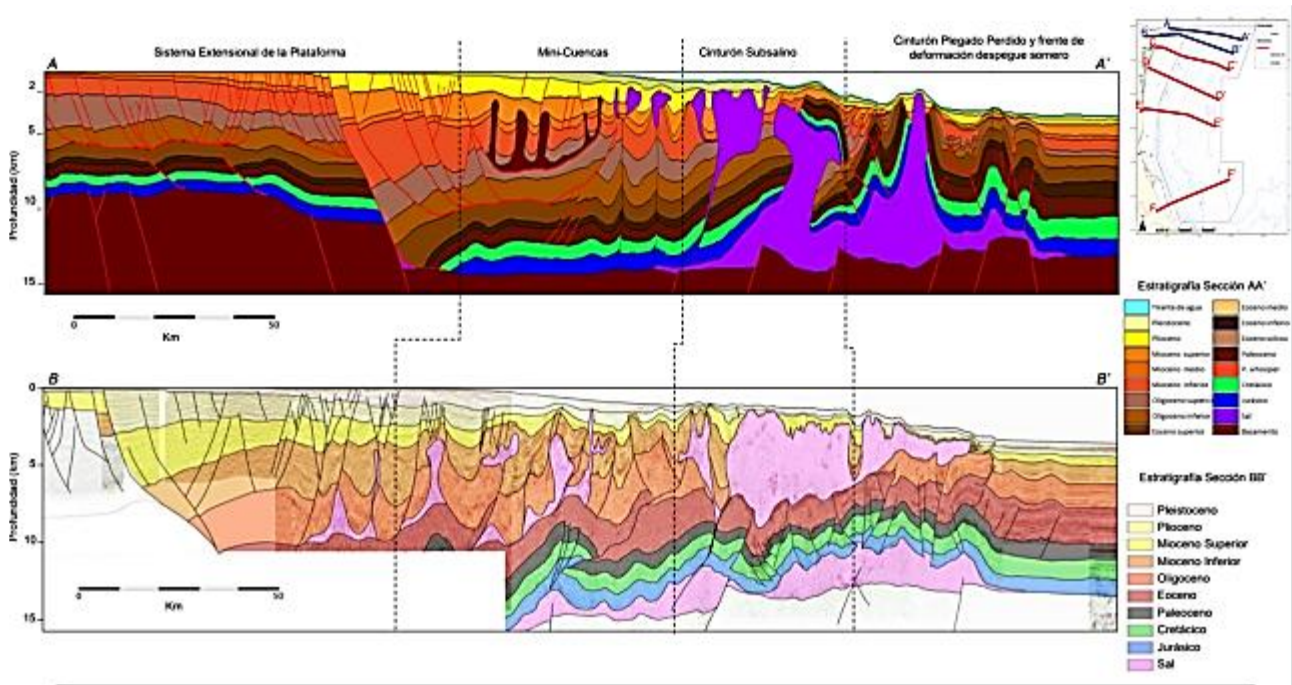 Sistema Extensional de la Plataforma
Mini-Cuencas
Cinturón Subsalino
Cinturón Plegado Perdido y frente de
deformación despegue somero
A
A'
2
5
10
15
Profundidad (km)
0
50
Km
B
B'
0
5
10
15
Profundidad (km)
0
50
Km
Estratigrafía Sección AA'
Tirante de agua
Pleistoceno
Plioceno
Mioceno superior
Mioceno medio
Mioceno inferior
Oligoceno superior
Oligoceno inferior
Eoceno superior
Eoceno medio
Eoceno inferior
Paleoceno
P. whopper
Cretácico
Jurásico
Sal
Basamento
Estratigrafía Sección BB'
Pleistoceno
Plioceno
Mioceno Superior
Mioceno Inferior
Oligoceno
Eoceno
Paleoceno
Cretácico
Jurásico
Sal